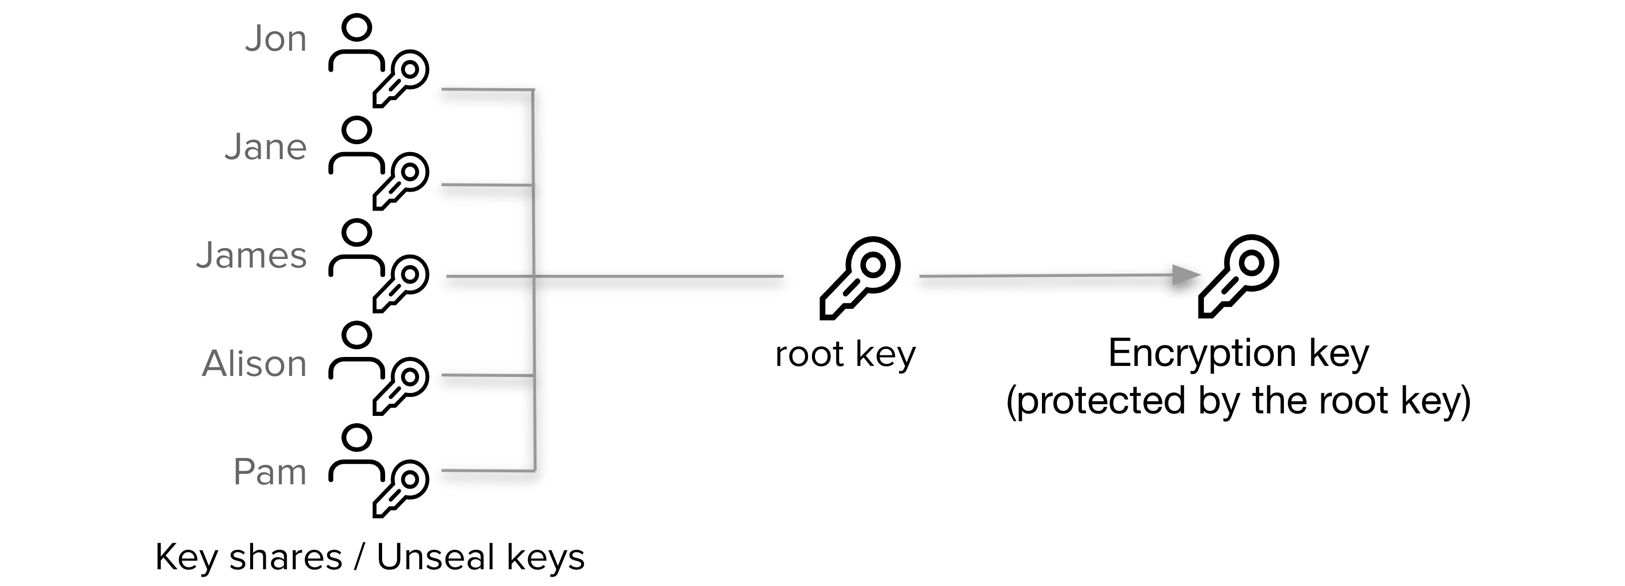 Jon
Jane
James
Alison
Pam
Key shares / Unseal keys
root key
Encryption key
(protected by the root key)